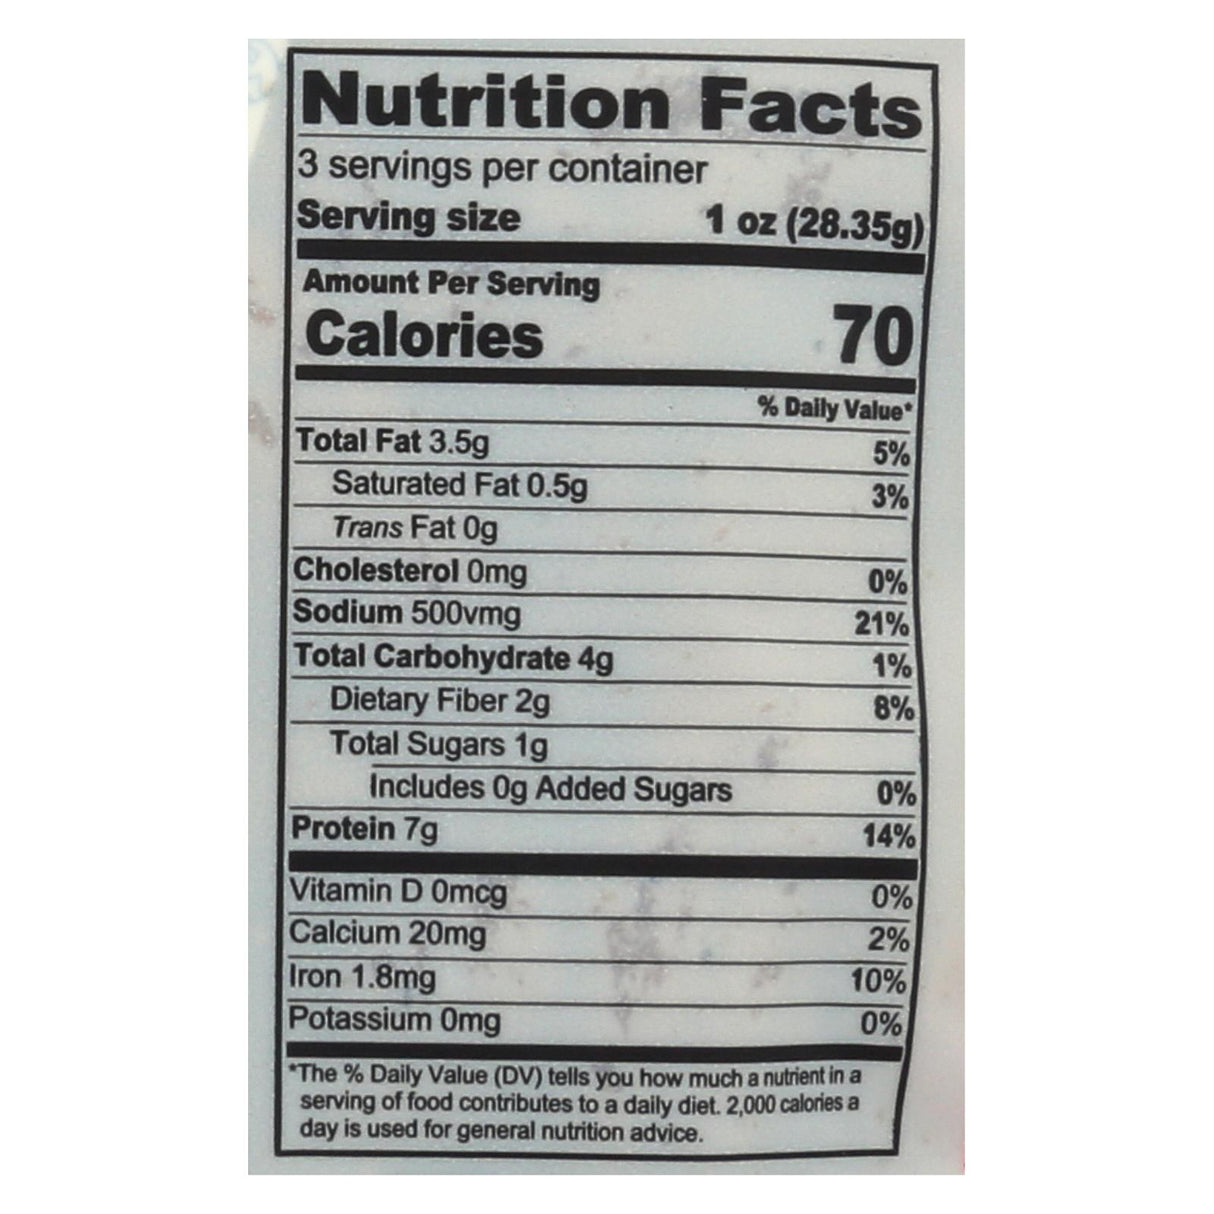 Nutrition Facts
3 servings per container
Serving size 1 oz (28.35g)
Amount Per Serving
Calories 70
% Daily Value*
Total Fat 3.5g 5%
Saturated Fat 0.5g 3%
Trans Fat 0g
Cholesterol 0mg 0%
Sodium 500vmg 21%
Total Carbohydrate 4g 1%
Dietary Fiber 2g 8%
Total Sugars 1g
Includes 0g Added Sugars 0%
Protein 7g 14%
Vitamin D 0mcg 0%
Calcium 20mg 2%
Iron 1.8mg 10%
Potassium 0mg 0%
*The % Daily Value (DV) tells you how much a nutrient in a
serving of food contributes to a daily diet. 2,000 calories a
day is used for general nutrition advice.